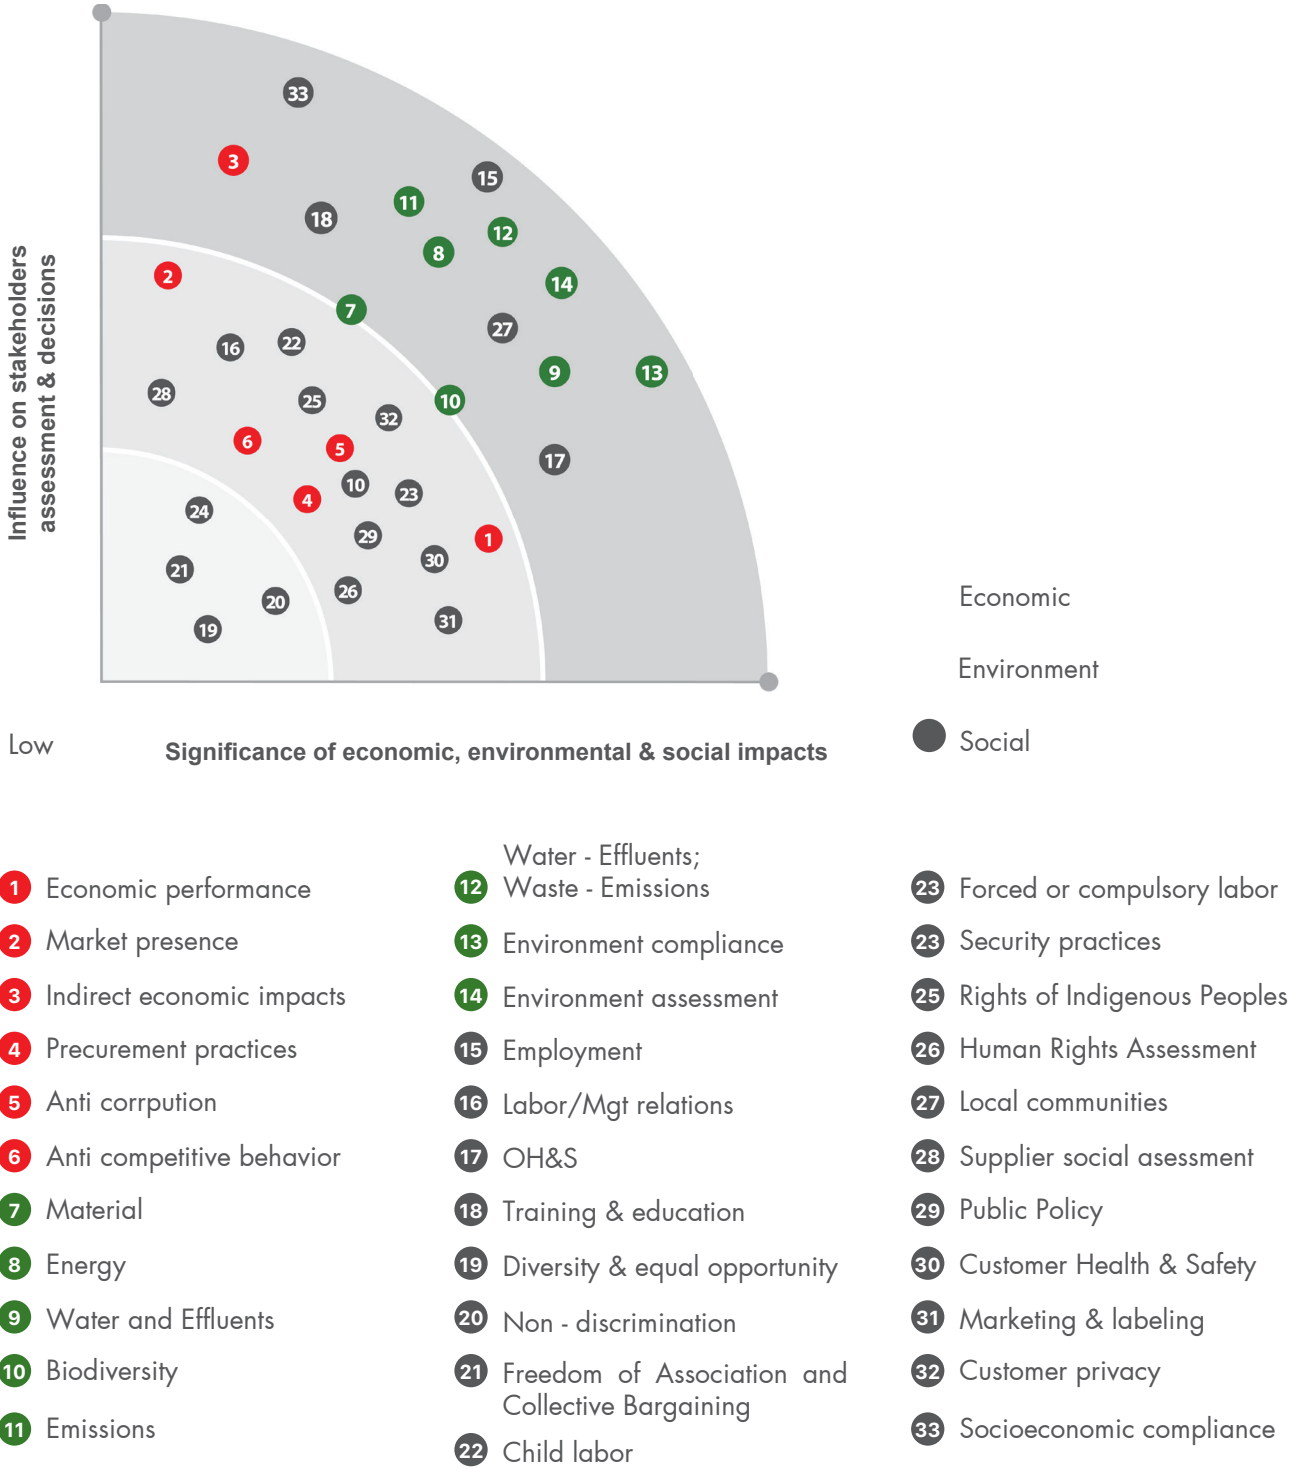 33
3
15
11
18
12
8
2
14
7
27
16
22
9
13
28
25
10
32
6
5
17
10
23
4
24
29
1
30
21
26
20
31
19
Influence on stakeholders
assessment & decisions
Economic
Environment
Social
Low
Significance of economic, environmental & social impacts
1 Economic performance
2 Market presence
3 Indirect economic impacts
4 Precurement practices
5 Anti corrpution
6 Anti competitive behavior
7 Material
8 Energy
9 Water and Effluents
10 Biodiversity
11 Emissions
Water - Effluents;
12 Waste - Emissions
13 Environment compliance
14 Environment assessment
15 Employment
16 Labor/Mgt relations
17 OH&S
18 Training & education
19 Diversity & equal opportunity
20 Non - discrimination
21 Freedom of Association and
Collective Bargaining
22 Child labor
23 Forced or compulsory labor
23 Security practices
25 Rights of Indigenous Peoples
26 Human Rights Assessment
27 Local communities
28 Supplier social asessment
29 Public Policy
30 Customer Health & Safety
31 Marketing & labeling
32 Customer privacy
33 Socioeconomic compliance